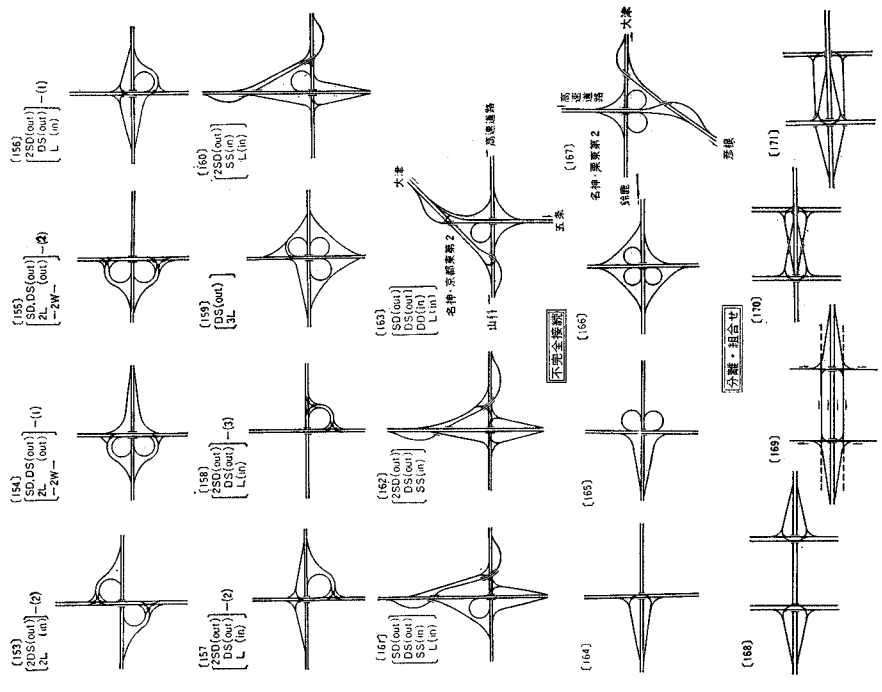 [153]
2DS(out)
2L (in) -(2)
[154]
SD,DS(out)
2L (out) -(1)
-2W-
[155]
SD,DS(out)
2L (out) -(2)
-2W-
[156]
2SD(out)
DS(out) -(1)
L (in)
[157
2SD(out)
DS(out) -(2)
L (in)
[158]
2SD(out)
DS(out) -(3)
L(in)
[159]
DS(out)
3L
[160]
2SD(out)
SS(in)
L(in)
[161]
SD(out)
DS(out)
SS(in)
L(in)
[162]
2SD(out)
DS(out)
SS(in)
[163]
SD(out)
DS(out)
DD(in)
L(in)
名神・京都東第2
大津
山科
五条
高速道路
不完全接続
[164]
[165]
[166]
[167]
名神・栗東第2
高速道路
大津
鈴鹿
彦根
分離・組合せ
[168]
[169]
[170]
[171]